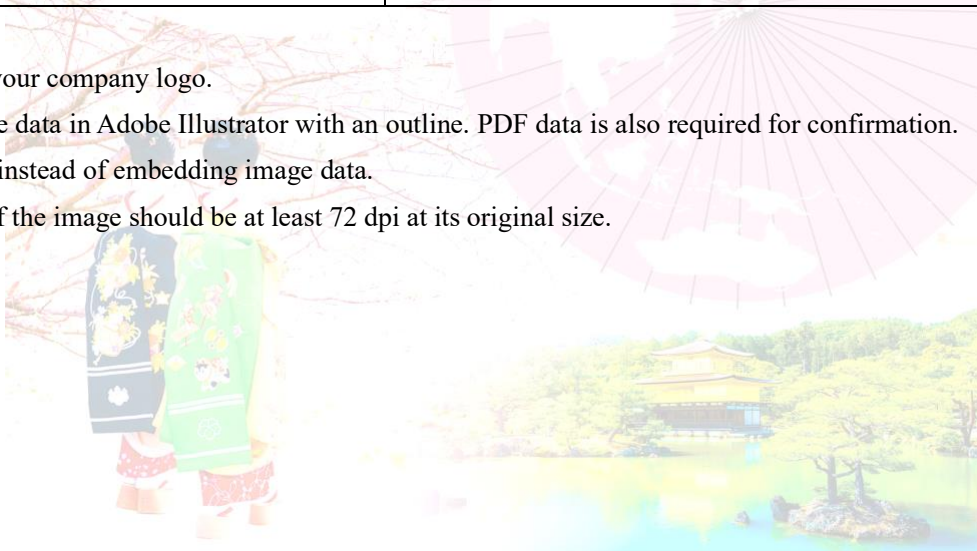 your company logo.
e data in Adobe Illustrator with an outline. PDF data is also required for confirmation.
instead of embedding image data.
f the image should be at least 72 dpi at its original size.